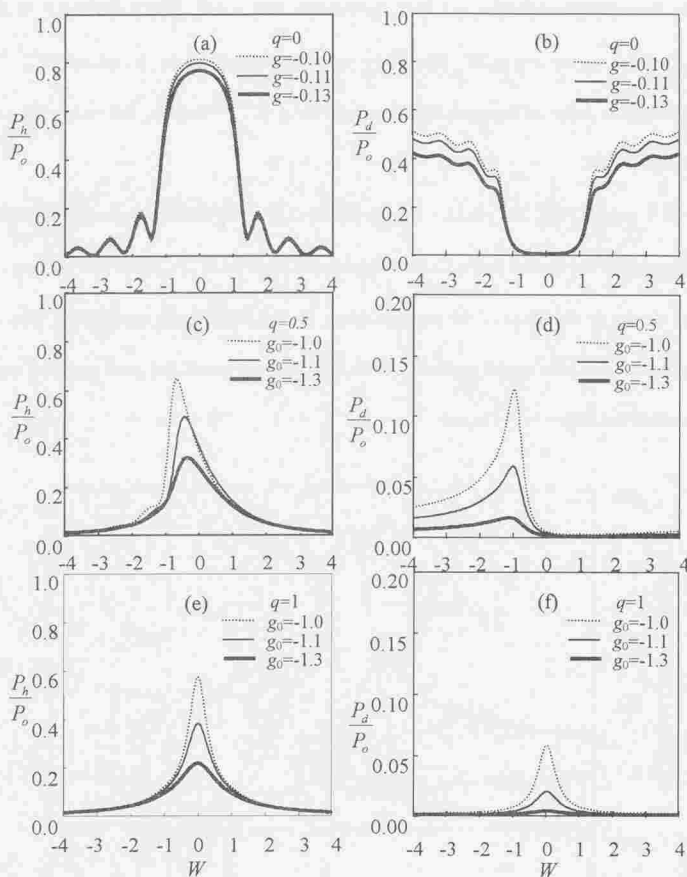 1.0
0.8
0.6
0.4
0.2
0.0
P_h
P_o
(a)
q=0
g=-0.10
g=-0.11
g=-0.13
-4 -3 -2 -1 0 1 2 3 4
1.0
0.8
0.6
0.4
0.2
0.0
P_d
P_o
(b)
q=0
g=-0.10
g=-0.11
g=-0.13
-4 -3 -2 -1 0 1 2 3 4
1.0
0.8
0.6
0.4
0.2
0.0
P_h
P_o
(c)
q=0.5
g₀=-1.0
g₀=-1.1
g₀=-1.3
-4 -3 -2 -1 0 1 2 3 4
0.20
0.15
0.10
0.05
0.00
P_d
P_o
(d)
q=0.5
g₀=-1.0
g₀=-1.1
g₀=-1.3
-4 -3 -2 -1 0 1 2 3 4
1.0
0.8
0.6
0.4
0.2
0.0
P_h
P_o
(e)
q=1
g₀=-1.0
g₀=-1.1
g₀=-1.3
-4 -3 -2 -1 0 1 2 3 4
W
0.20
0.15
0.10
0.05
0.00
P_d
P_o
(f)
q=1
g₀=-1.0
g₀=-1.1
g₀=-1.3
-4 -3 -2 -1 0 1 2 3 4
W